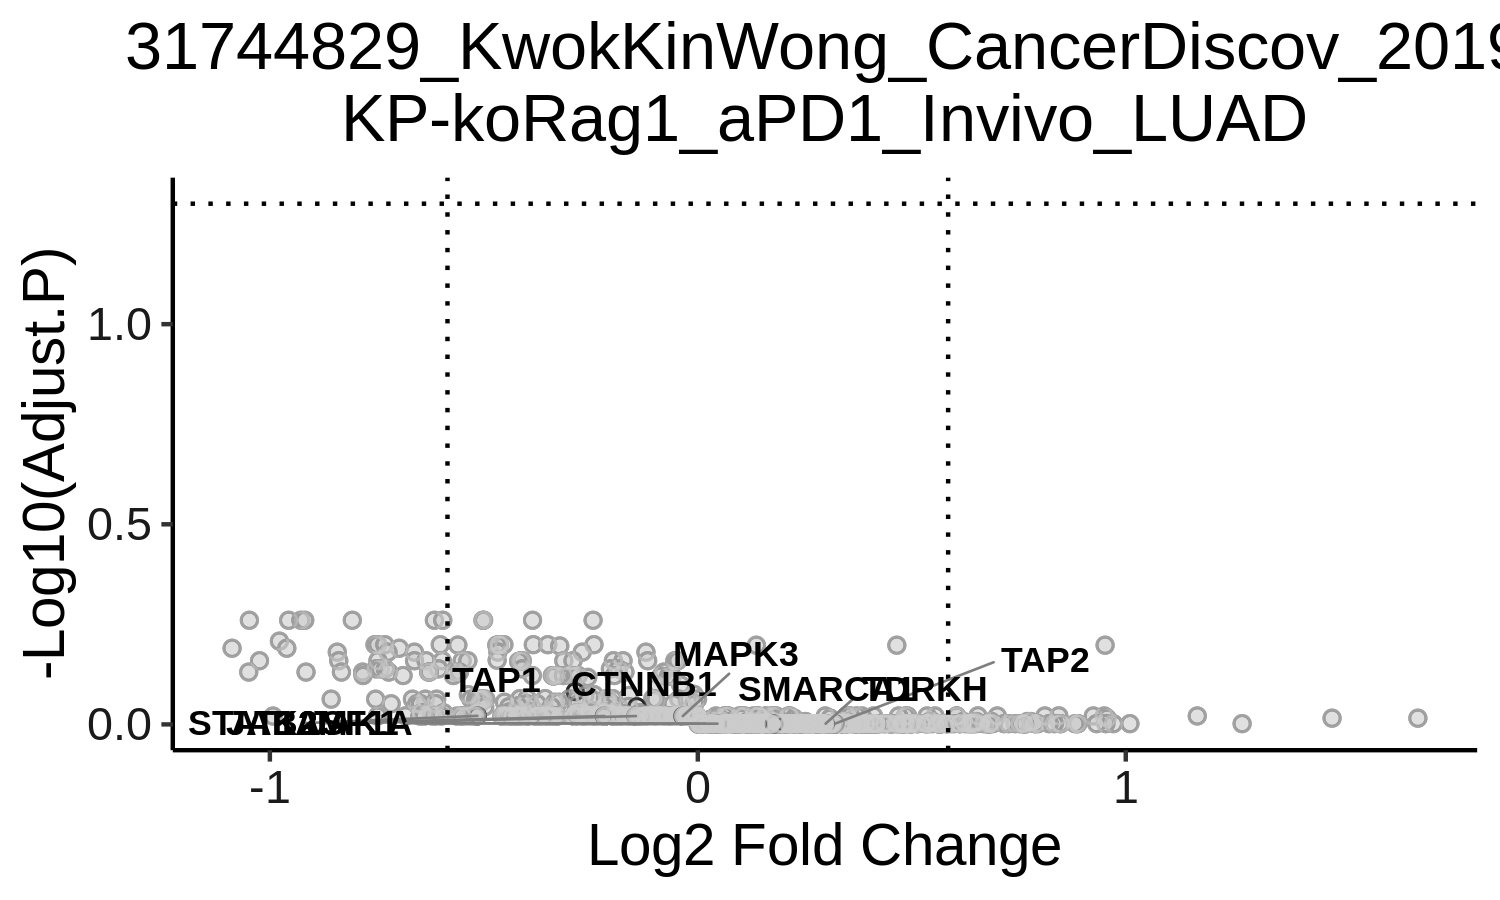 31744829_KwokKinWong_CancerDiscov_2019
KP-koRag1_aPD1_Invivo_LUAD
-Log10(Adjust.P)
1.0
0.5
0.0
MAPK3
TAP2
TAP1
CTNNB1
SMARCA4
-1
0
1
Log2 Fold Change